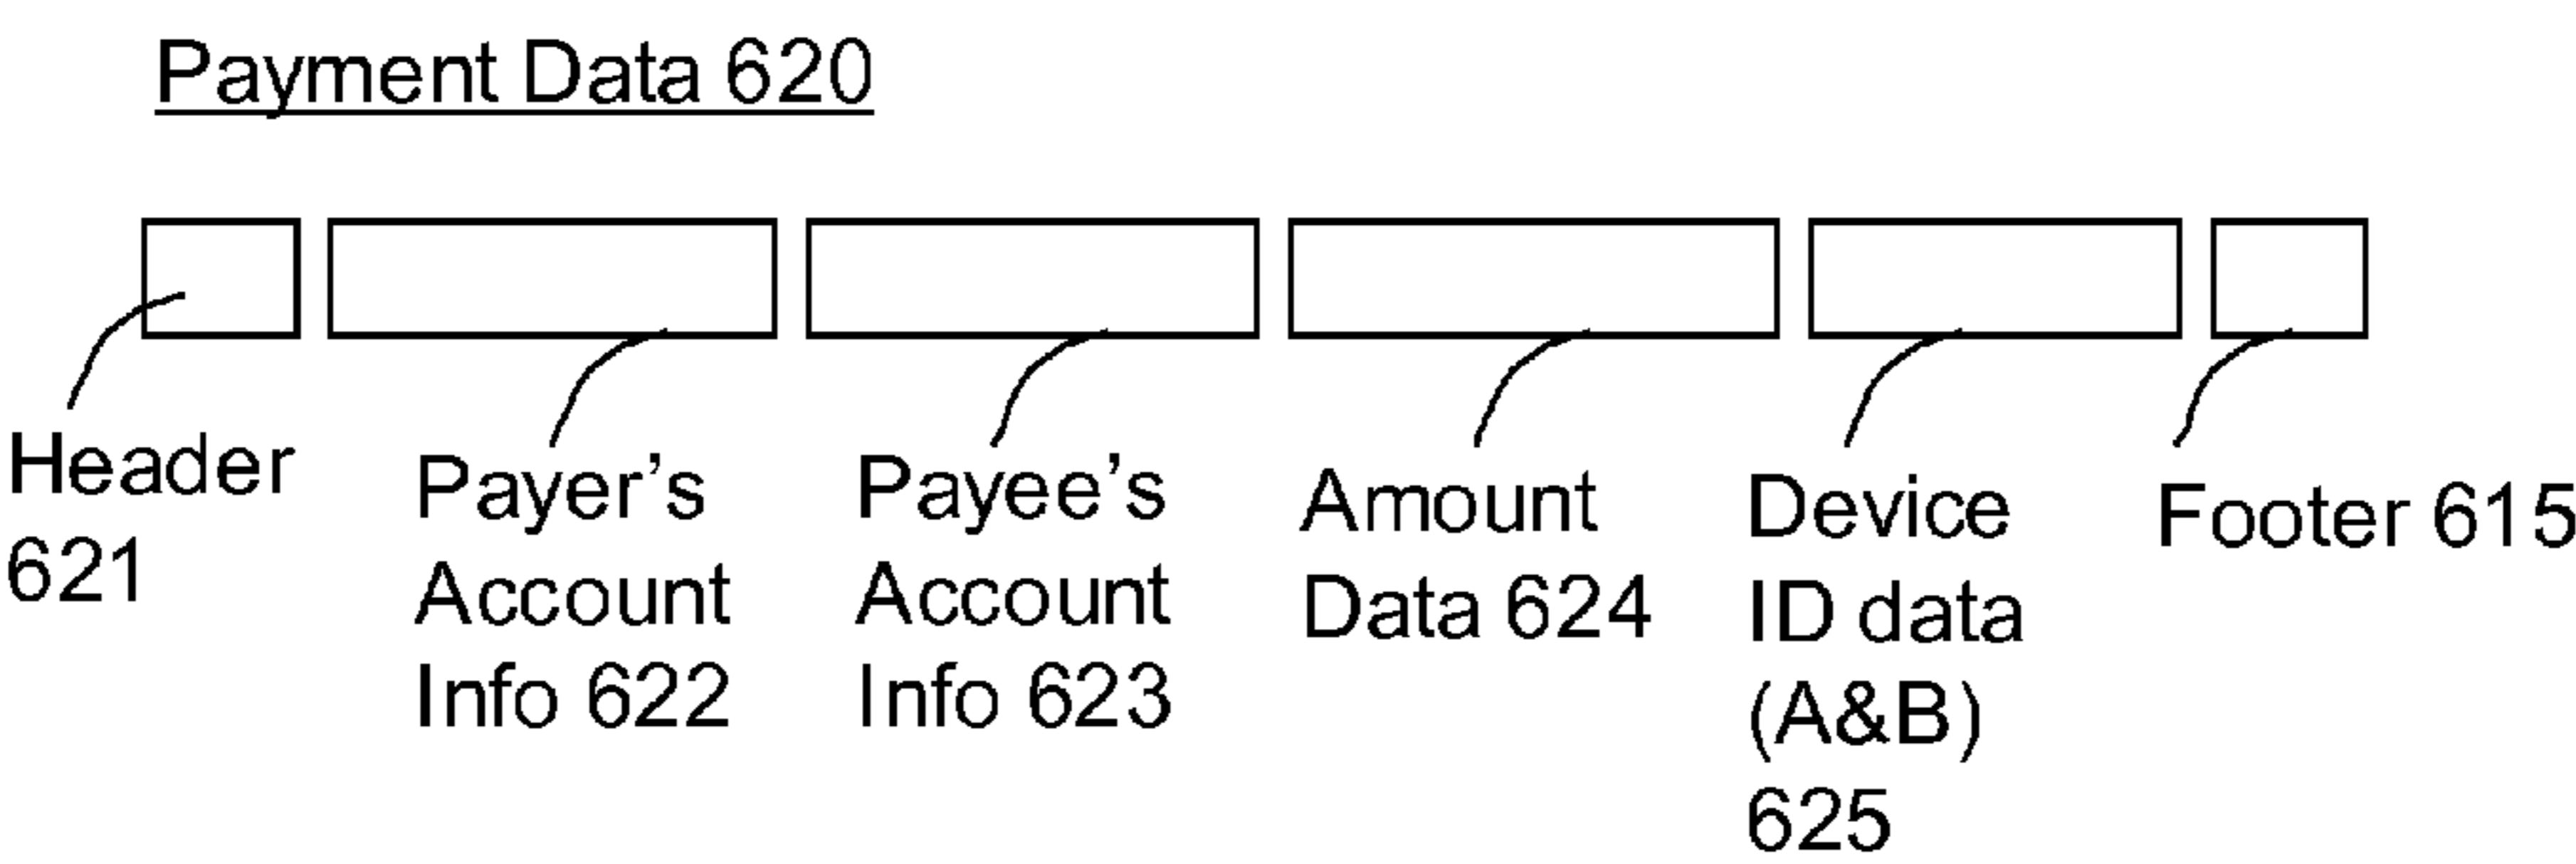 Payment Data 620
Header
621
Payer's
Account
Info 622
Payee's
Account
Info 623
Amount
Data 624
Device
ID data
(A&B)
625
Footer 615